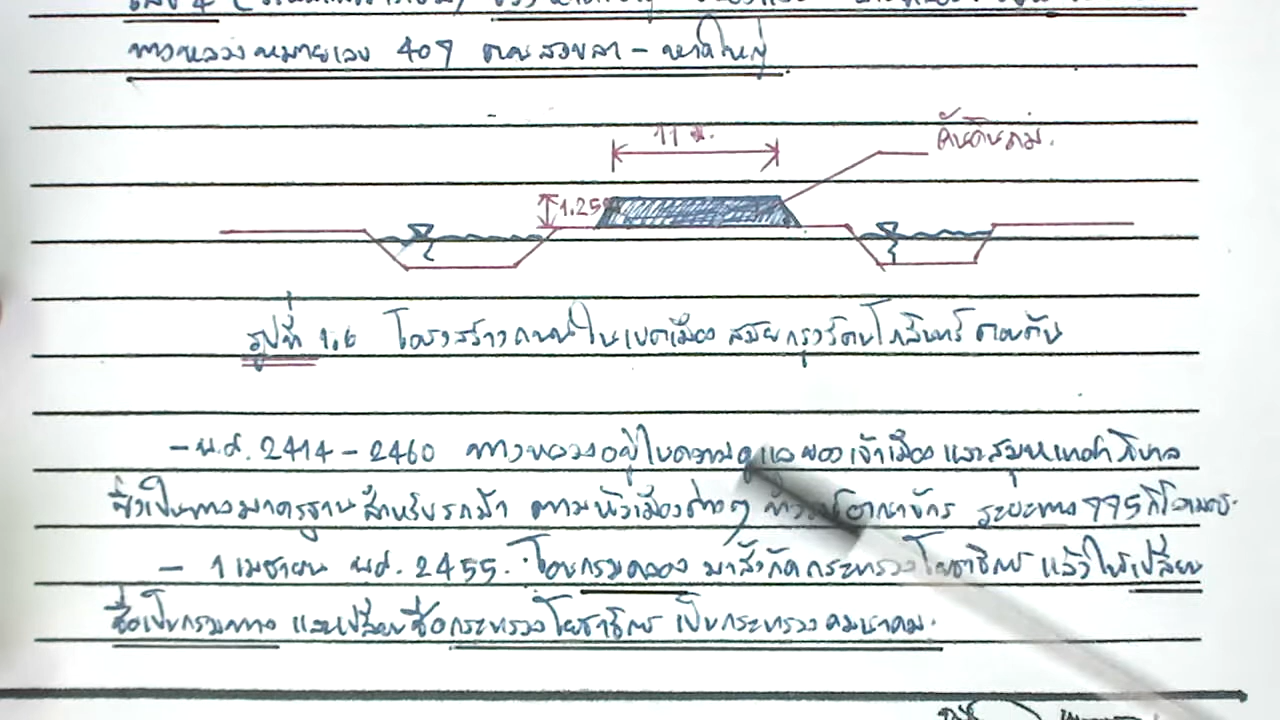 ทางหลวงหมายเลข 407 ถนนสงขลา - หาดใหญ่
11 ม.
คันดินถม.
1.25
รูปที่ 1.6 โครงสร้างถนนในเขตเมือง สมัยกรุงรัตนโกสินทร์ ตอนต้น
- พ.ศ. 2414 - 2460 ทางหลวงอยู่ในความดูแลของเจ้าเมือง และสมุหเทศาภิบาล
ซึ่งเป็นทางมาตรฐานสำหรับรถม้า ตามหัวเมืองต่างๆ ระยะทาง 775 กิโลเมตร.
- 1 เมษายน พ.ศ. 2455. โอนกรมคลอง มาสังกัดกระทรวงโยธาธิการ แล้วให้เปลี่ยน
ชื่อเป็นกรมทาง และเปลี่ยนชื่อกระทรวงโยธาธิการ เป็นกระทรวงคมนาคม.